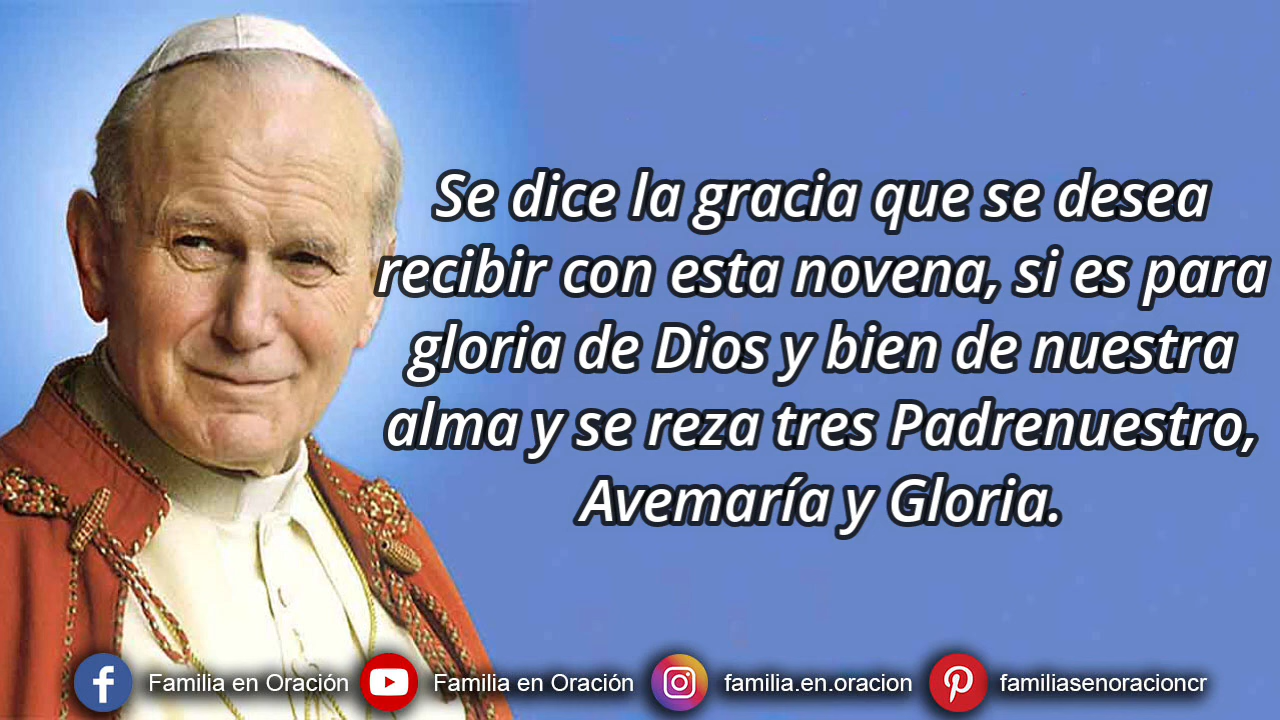 Se dice la gracia que se desea
recibir con esta novena, si es para
gloria de Dios y bien de nuestra
alma y se reza tres Padrenuestro,
Avemaría y Gloria.
Familia en Oración Familia en Oración familia.en.oracion familiasenoracioncr